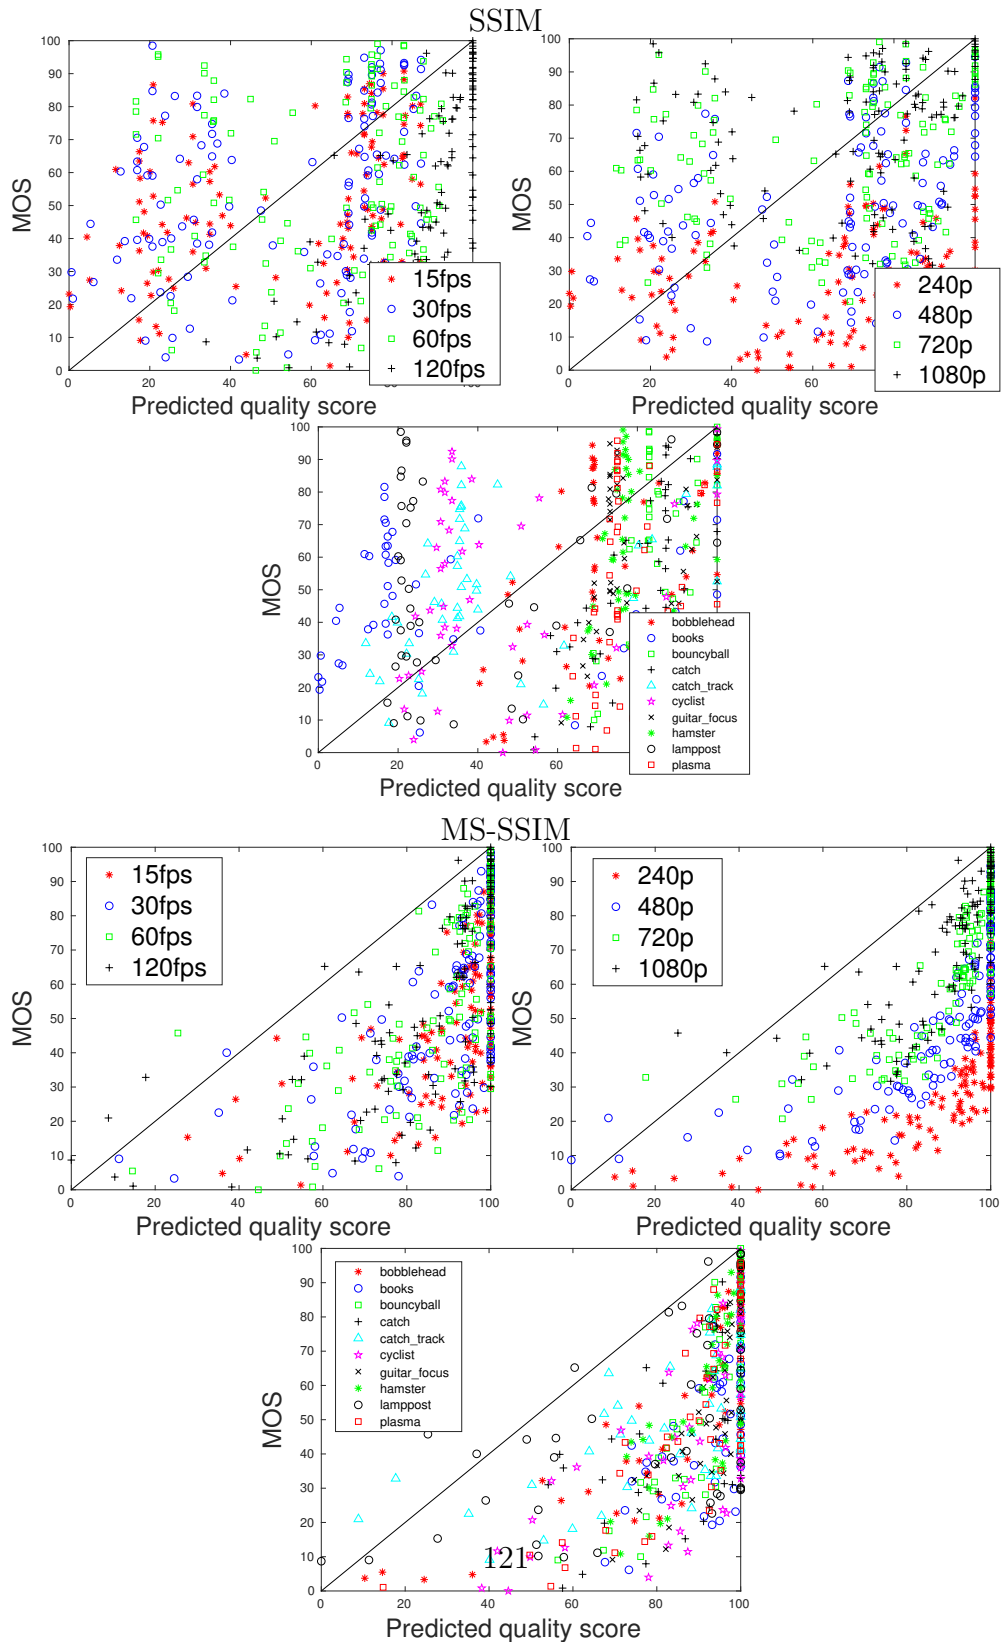 SSIM
100
90
80
70
60
50
40
30
20
10
0
MOS
0 20 40 60
Predicted quality score
15fps
30fps
60fps
120fps
100
90
80
70
60
50
40
30
20
10
0
MOS
0 20 40 60
Predicted quality score
240p
480p
720p
1080p
100
90
80
70
60
50
40
30
20
10
0
MOS
0 20 40 60
Predicted quality score
bobblehead
books
bouncyball
catch
catch_track
cyclist
guitar_focus
hamster
lamppost
plasma
MS-SSIM
100
90
80
70
60
50
40
30
20
10
0
MOS
0 20 40 60 80 100
Predicted quality score
15fps
30fps
60fps
120fps
100
90
80
70
60
50
40
30
20
10
0
MOS
0 20 40 60 80 100
Predicted quality score
240p
480p
720p
1080p
100
90
80
70
60
50
40
30
20
10
0
MOS
0 20 40 60 80 100
Predicted quality score
bobblehead
books
bouncyball
catch
catch_track
cyclist
guitar_focus
hamster
lamppost
plasma
121